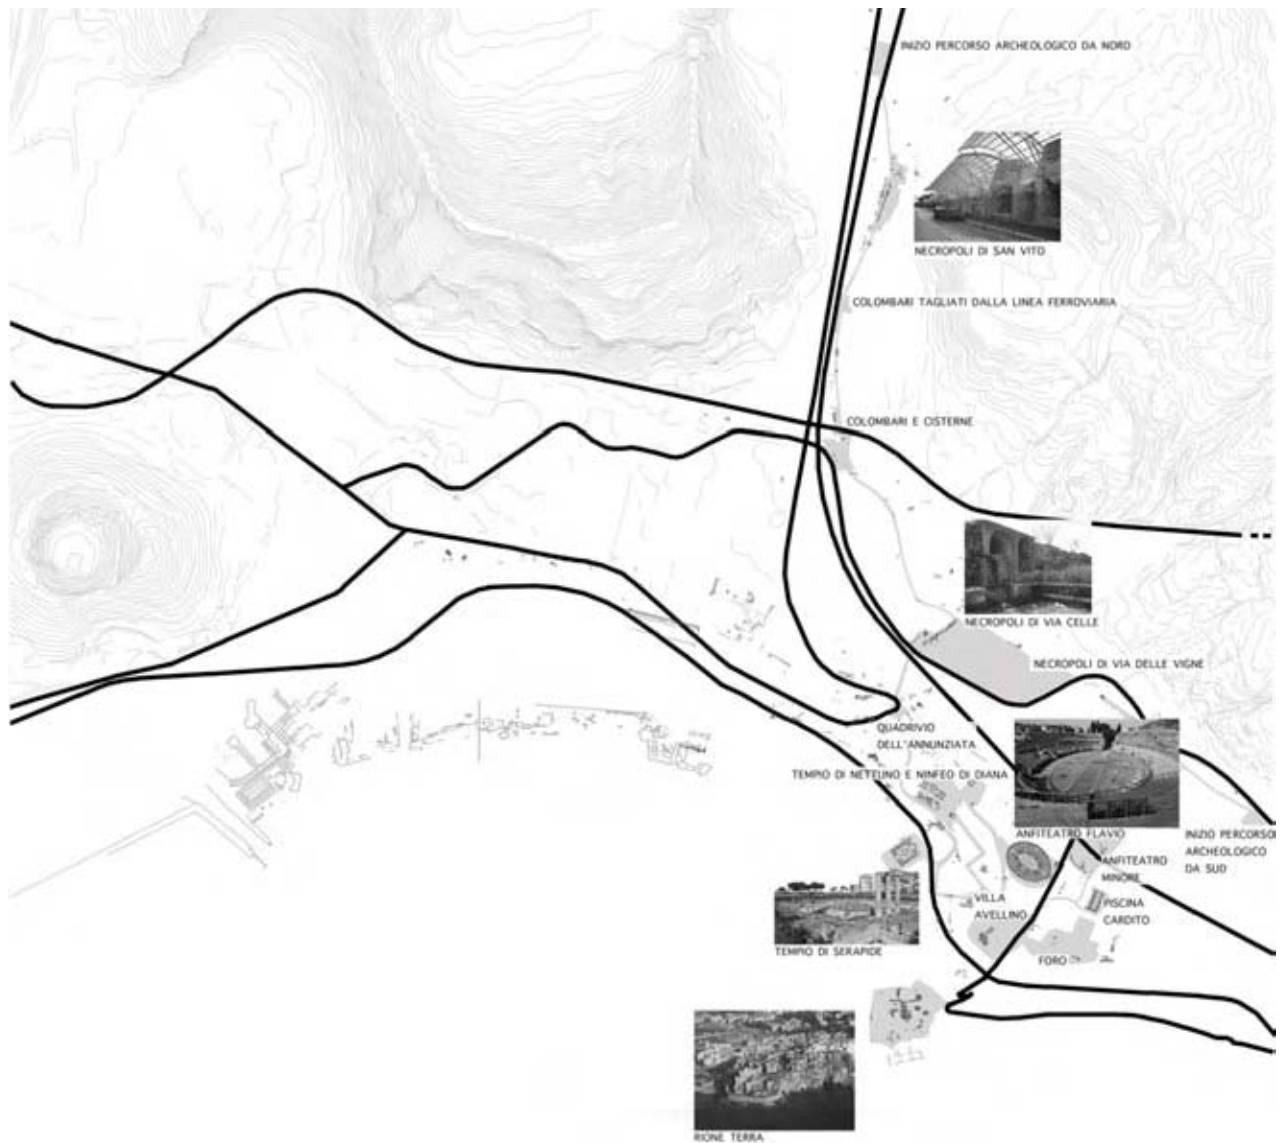 INIZIO PERCORSO ARCHEOLOGICO DA NORD
NECROPOLI DI SAN VITO
COLOMBARI TAGLIATI DALLA LINEA FERROVIARIA
COLOMBARI E CISTERNE
NECROPOLI DI VIA CELLE
NECROPOLI DI VIA DELLE VIGNE
QUADRIVIO
DELL'ANNUNZIATA
TEMPIO DI NETTUNO E NINFEO DI DIANA
ANFITEATRO FLAVIO
INIZIO PERCORSO
ARCHEOLOGICO
DA SUD
ANFITEATRO
MINORE
VILLA
AVELLINO
PISCINA
CARDITO
TEMPIO DI SERAPIDE
FORO
RIONE TERRA